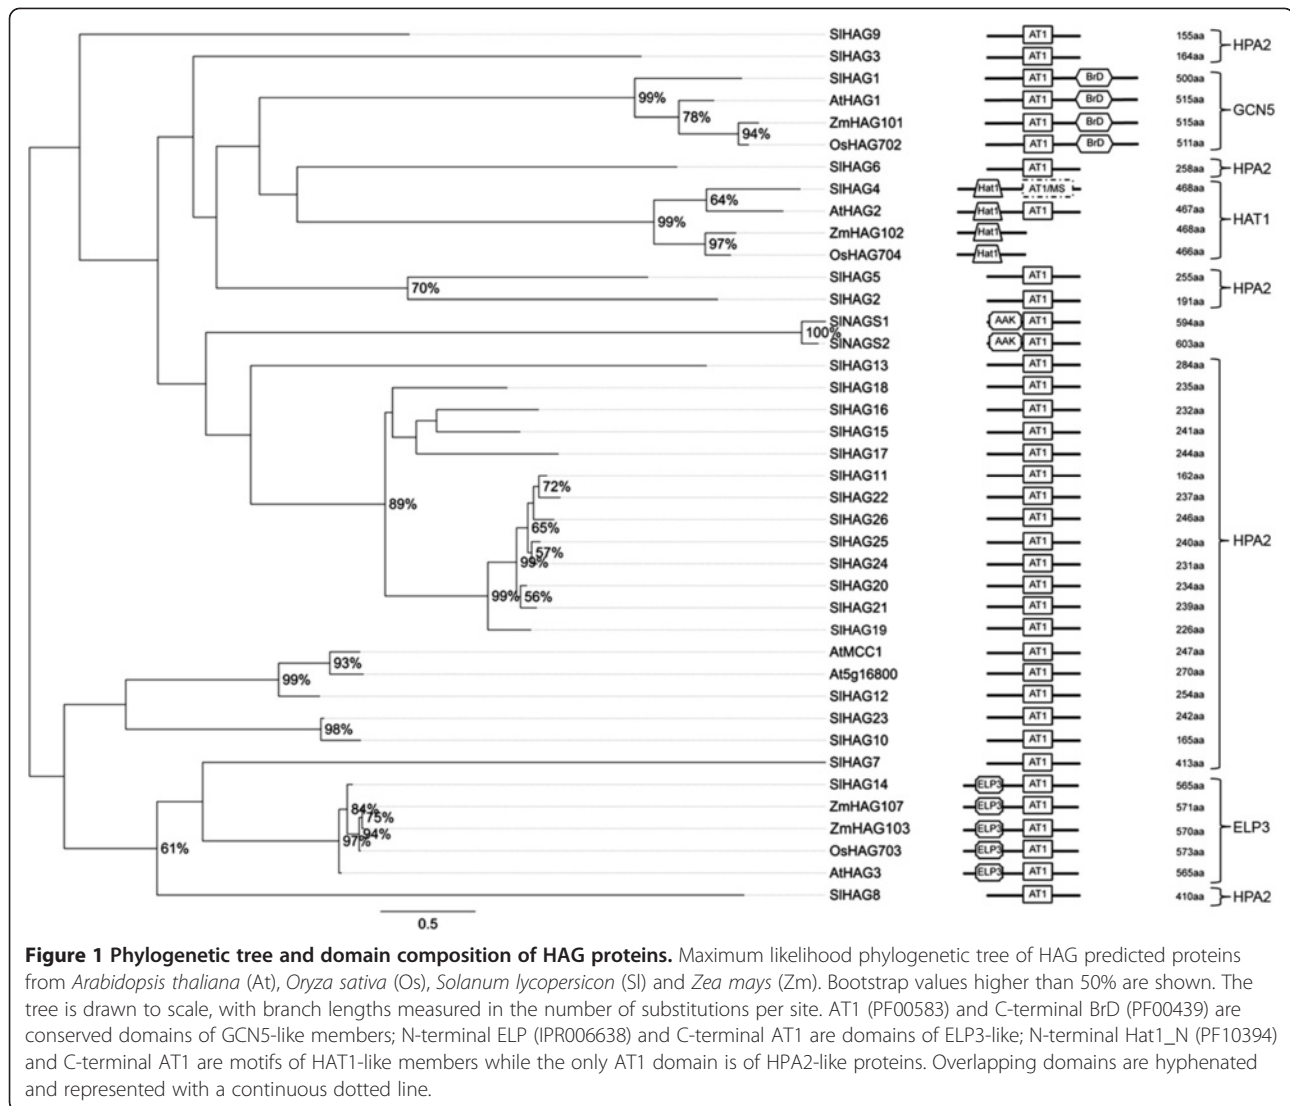 SlHAG9 AT1 155aa HPA2
SlHAG3 AT1 164aa
SlHAG1 AT1 BrD 500aa GCN5
AtHAG1 AT1 BrD 515aa
ZmHAG101 AT1 BrD 515aa
OsHAG702 AT1 BrD 511aa
99%
78%
94%
SlHAG6 AT1 258aa HPA2
SlHAG4 Hat1 AT1/MS 468aa HAT1
AtHAG2 Hat1 AT1 467aa
ZmHAG102 Hat1 468aa
OsHAG704 Hat1 466aa
64%
99%
97%
SlHAG5 AT1 255aa HPA2
SlHAG2 AT1 191aa
70%
SlNAGS1 AAK AT1 594aa
SlNAGS2 AAK AT1 603aa
100%
SlHAG13 AT1 284aa HPA2
SlHAG18 AT1 235aa
SlHAG16 AT1 232aa
SlHAG15 AT1 241aa
SlHAG17 AT1 244aa
SlHAG11 AT1 162aa
SlHAG22 AT1 237aa
SlHAG26 AT1 246aa
SlHAG25 AT1 240aa
SlHAG24 AT1 231aa
SlHAG20 AT1 234aa
SlHAG21 AT1 239aa
SlHAG19 AT1 226aa
89%
72%
65%
57%
99%
99%
56%
AtMCC1 AT1 247aa
At5g16800 AT1 270aa
SlHAG12 AT1 254aa
SlHAG23 AT1 242aa
SlHAG10 AT1 165aa
SlHAG7 AT1 413aa
93%
99%
98%
SlHAG14 ELP3 AT1 565aa ELP3
ZmHAG107 ELP3 AT1 571aa
ZmHAG103 ELP3 AT1 570aa
OsHAG703 ELP3 AT1 573aa
AtHAG3 ELP3 AT1 565aa
84%
75%
94%
97%
61%
SlHAG8 AT1 410aa HPA2
0.5
Figure 1 Phylogenetic tree and domain composition of HAG proteins. Maximum likelihood phylogenetic tree of HAG predicted proteins
from Arabidopsis thaliana (At), Oryza sativa (Os), Solanum lycopersicon (Sl) and Zea mays (Zm). Bootstrap values higher than 50% are shown. The
tree is drawn to scale, with branch lengths measured in the number of substitutions per site. AT1 (PF00583) and C-terminal BrD (PF00439) are
conserved domains of GCN5-like members; N-terminal ELP (IPR006638) and C-terminal AT1 are domains of ELP3-like; N-terminal Hat1_N (PF10394)
and C-terminal AT1 are motifs of HAT1-like members while the only AT1 domain is of HPA2-like proteins. Overlapping domains are hyphenated
and represented with a continuous dotted line.